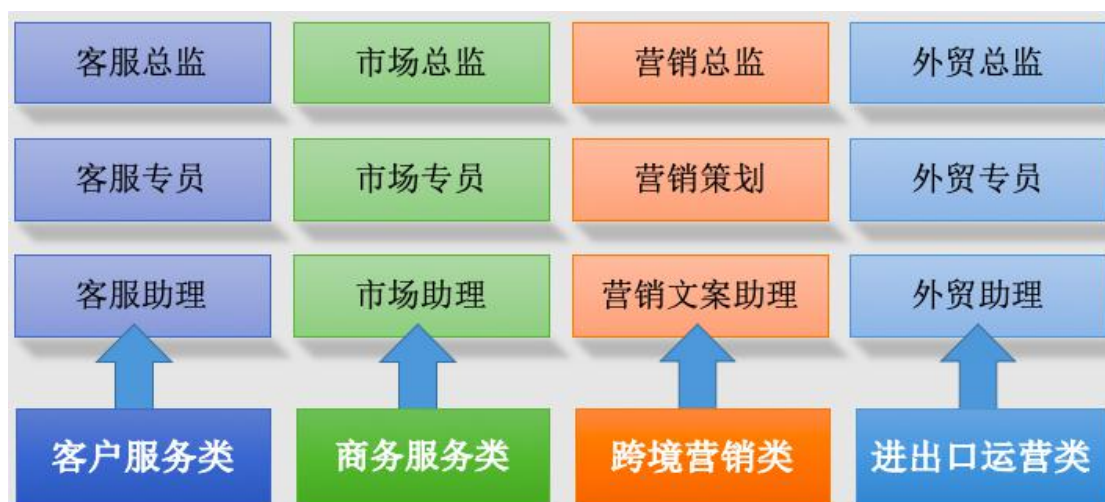 客服总监 市场总监 营销总监 外贸总监
客服专员 市场专员 营销策划 外贸专员
客服助理 市场助理 营销文案助理 外贸助理
客户服务类 商务服务类 跨境营销类 进出口运营类